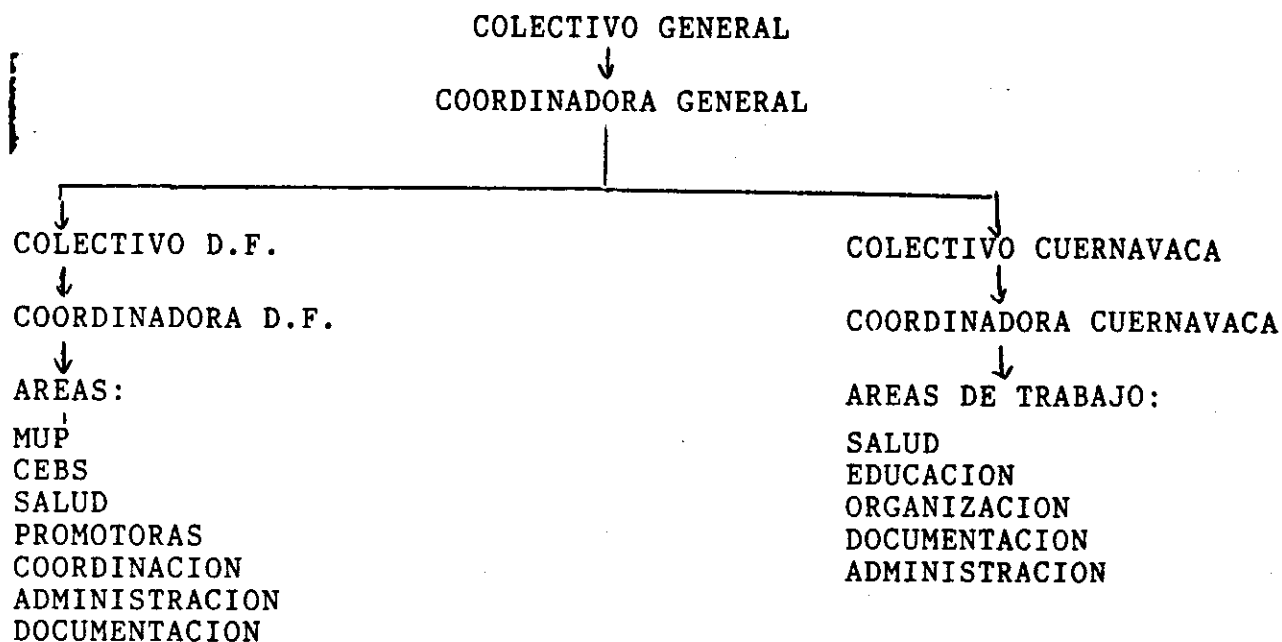 COLECTIVO GENERAL
COORDINADORA GENERAL
COLECTIVO D.F.
COORDINADORA D.F.
AREAS:
MUP
CEBS
SALUD
PROMOTORAS
COORDINACION
ADMINISTRACION
DOCUMENTACION
COLECTIVO CUERNAVACA
COORDINADORA CUERNAVACA
AREAS DE TRABAJO:
SALUD
EDUCACION
ORGANIZACION
DOCUMENTACION
ADMINISTRACION